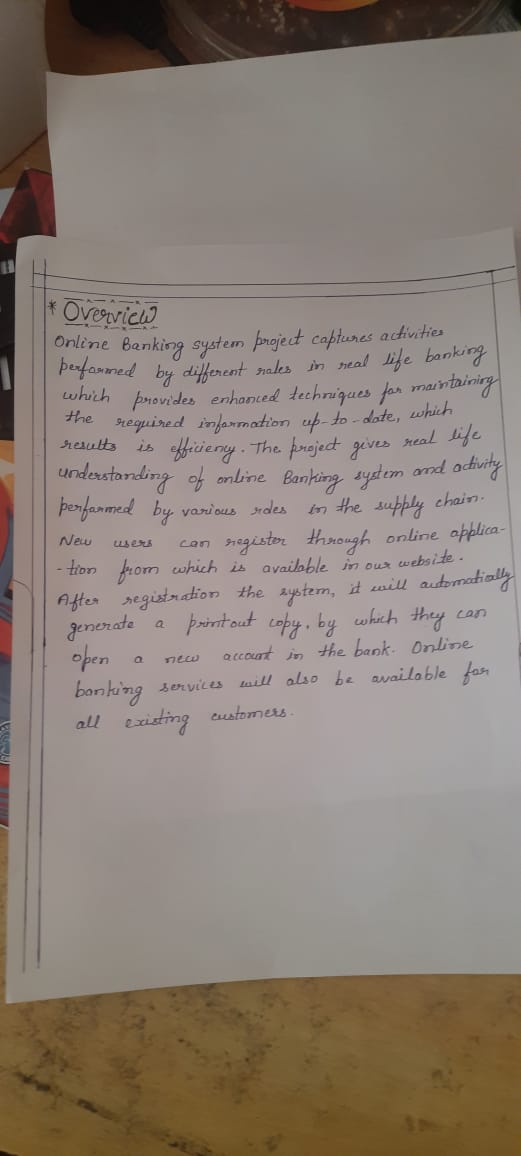 * Overview
Online Banking system project captures activities
performed by different roles in real life banking
which provides enhanced techniques for maintaining
the required information up-to-date, which
results is efficieny. The project gives real life
understanding of online Banking system and activity
performed by various roles in the supply chain.
New users can register through online applica-
-tion from which is available in our website.
After registration the system, it will automatically
generate a printout copy, by which they can
open a new account in the bank. Online
banking services will also be available for
all existing customers.